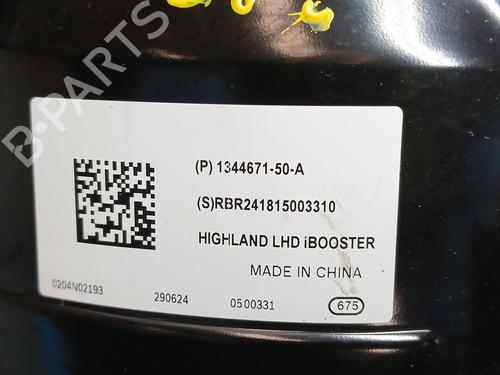 B-PARTS
(P) 1344671-50-A
(S)RBR241815003310
HIGHLAND LHD iBOOSTER
MADE IN CHINA
0204N02193
290624
0500331
675